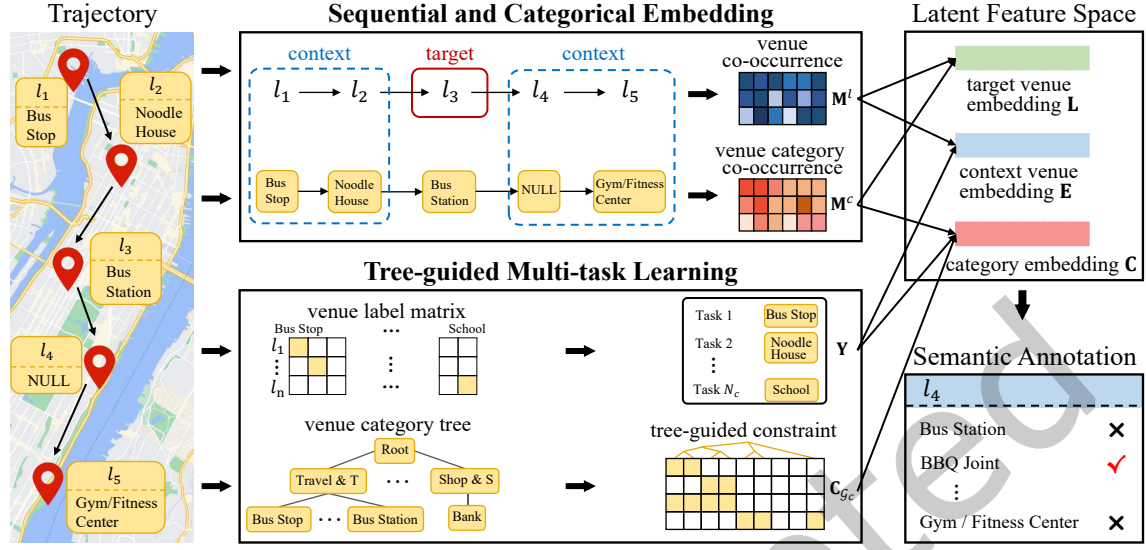 Trajectory
l₁
Bus
Stop
l₂
Noodle
House
l₃
Bus
Station
l₄
NULL
l₅
Gym/Fitness
Center
Sequential and Categorical Embedding
context
target
context
l₁
l₂
l₃
l₄
l₅
Bus
Stop
Noodle
House
Bus
Station
NULL
Gym/Fitness
Center
venue
co-occurrence
Mˡ
venue category
co-occurrence
Mᶜ
Tree-guided Multi-task Learning
venue label matrix
Bus Stop
...
School
l₁
⋮
lₙ
...
venue category tree
Root
Travel & T
...
Shop & S
Bus Stop
...
Bus Station
Bank
Task 1
Bus Stop
Task 2
Noodle
House
⋮
Task N_c
School
Y
tree-guided constraint
C_𝒢_c
Latent Feature Space
target venue
embedding L
context venue
embedding E
category embedding C
Semantic Annotation
l₄
Bus Station
BBQ Joint
⋮
Gym / Fitness Center